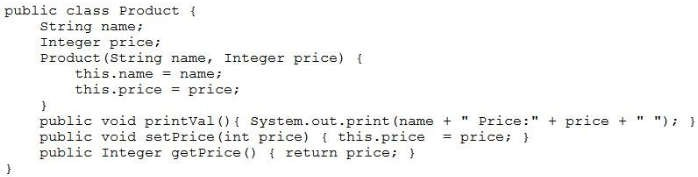 public class Product {
    String name;
    Integer price;
    Product(String name, Integer price) {
        this.name = name;
        this.price = price;
    }
    public void printVal(){ System.out.print(name + " Price:" + price + " "); }
    public void setPrice(int price) { this.price  = price; }
    public Integer getPrice() { return price; }
}